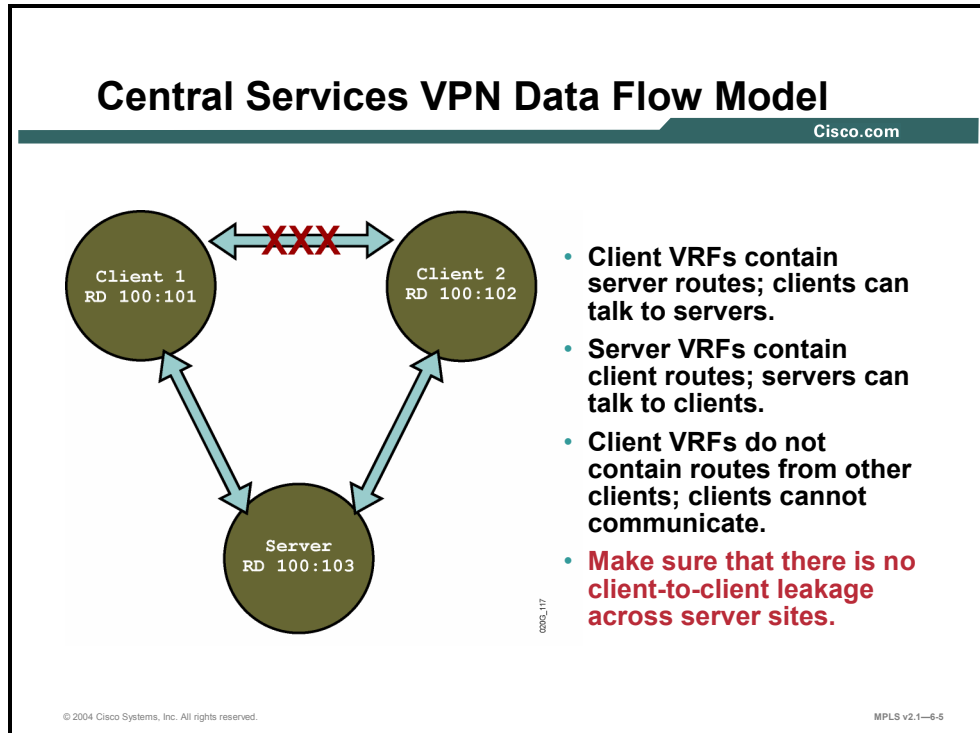 Central Services VPN Data Flow Model
Cisco.com
XXX
Client 1
RD 100:101
Client 2
RD 100:102
Server
RD 100:103
020G_117
• Client VRFs contain
server routes; clients can
talk to servers.
• Server VRFs contain
client routes; servers can
talk to clients.
• Client VRFs do not
contain routes from other
clients; clients cannot
communicate.
• Make sure that there is no
client-to-client leakage
across server sites.
© 2004 Cisco Systems, Inc. All rights reserved.
MPLS v2.1—6-5